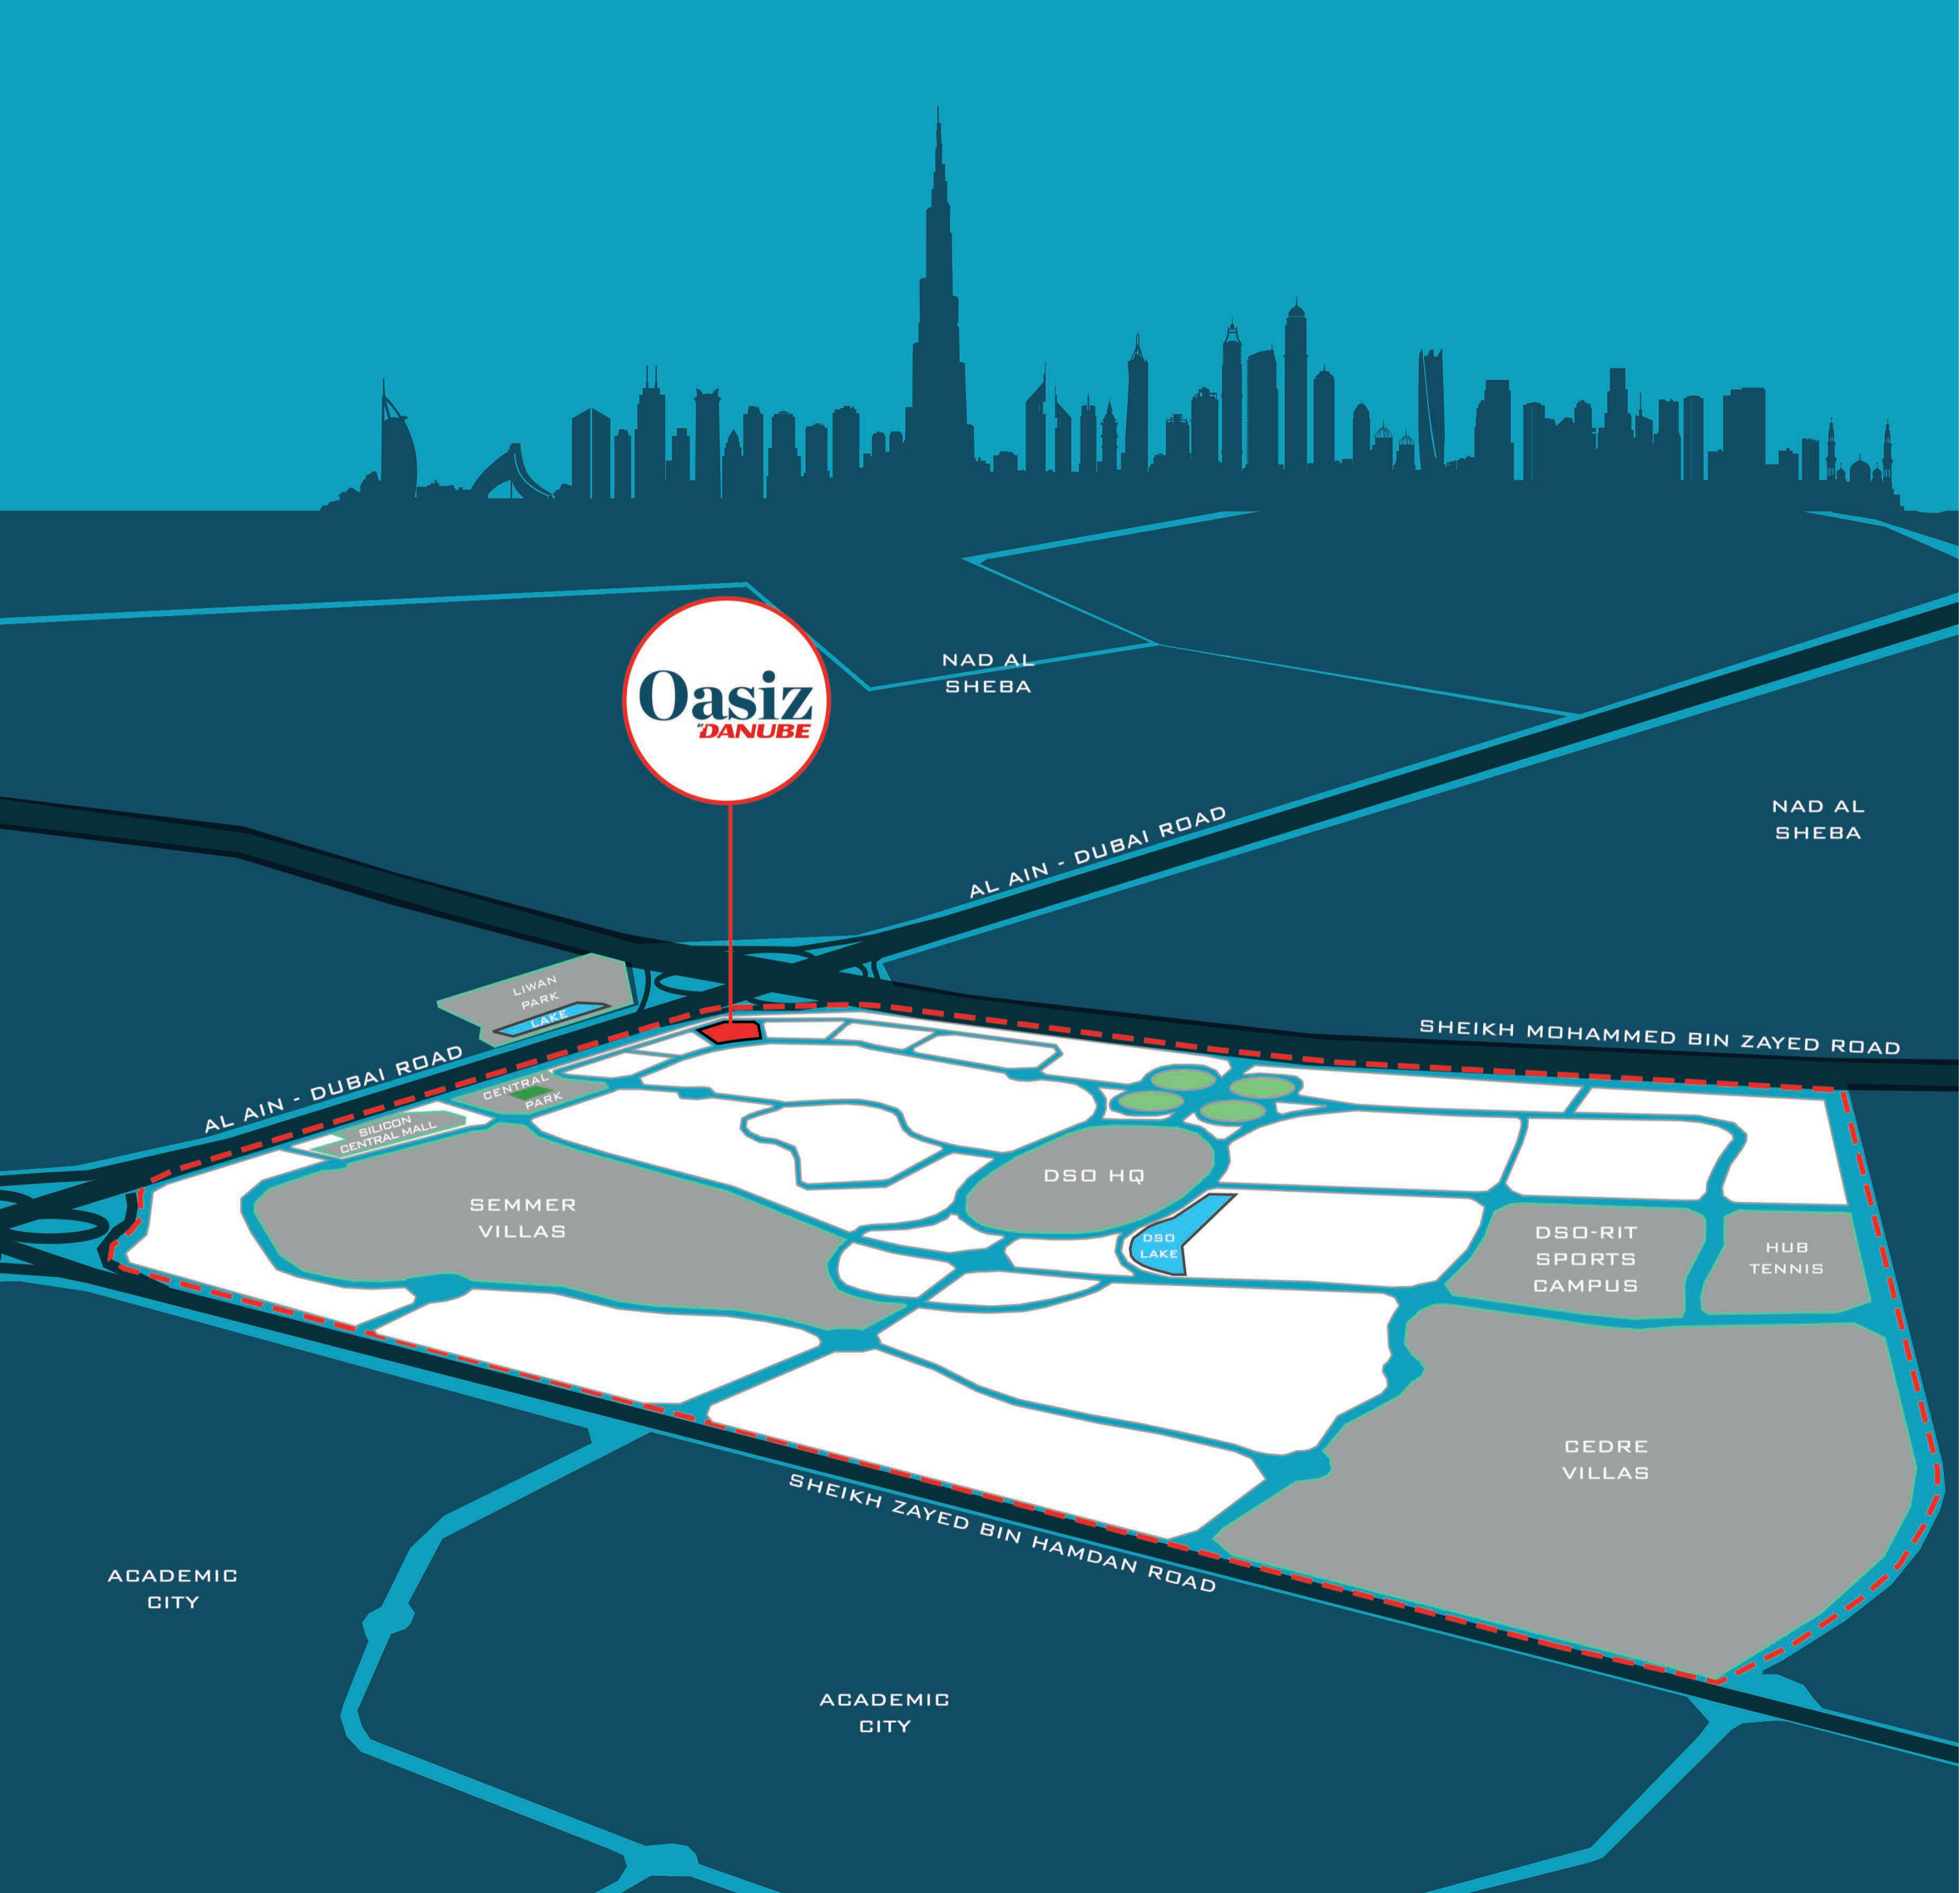 NAD AL
SHEBA
Oasiz
BY DANUBE
NAD AL
SHEBA
AL AIN - DUBAI ROAD
LIWAN
PARK
LAKE
SHEIKH MOHAMMED BIN ZAYED ROAD
AL AIN - DUBAI ROAD
CENTRAL
PARK
SILICON
CENTRAL MALL
DSO HQ
SEMMER
VILLAS
DSO
LAKE
DSO-RIT
SPORTS
CAMPUS
HUB
TENNIS
CEDRE
VILLAS
SHEIKH ZAYED BIN HAMDAN ROAD
ACADEMIC
CITY
ACADEMIC
CITY